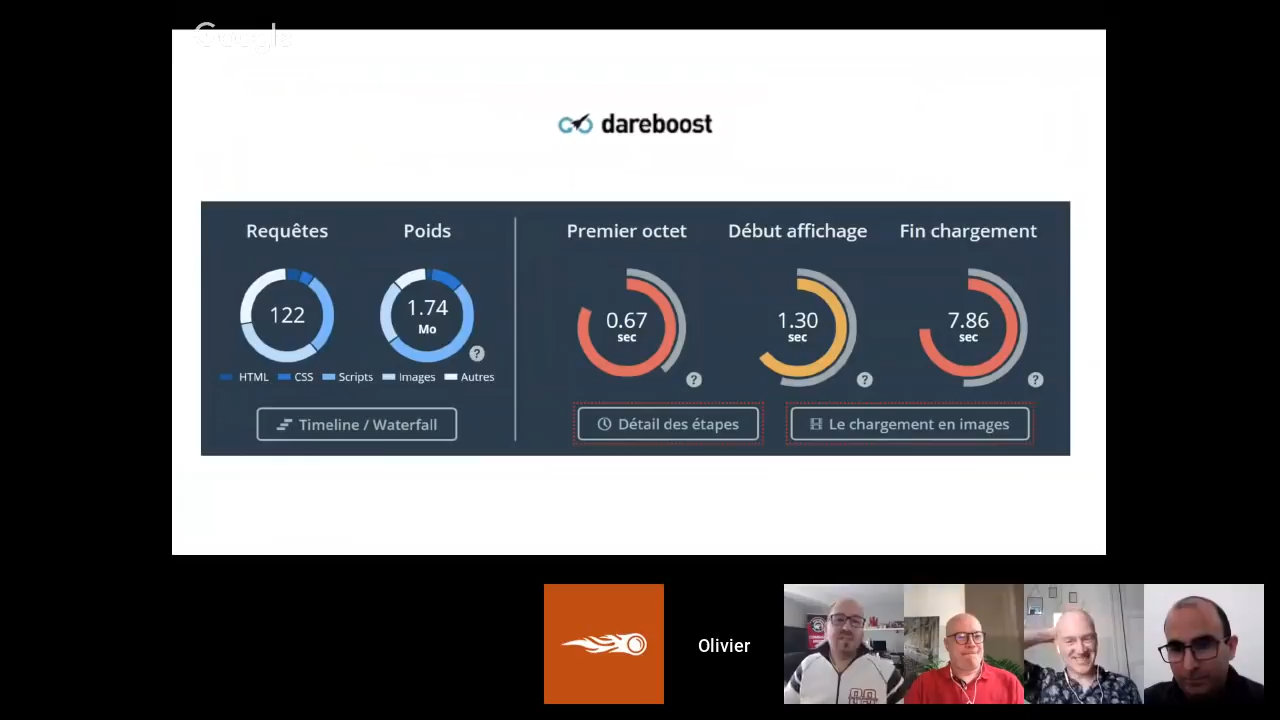 Google
dareboost
Requêtes
Poids
Premier octet
Début affichage
Fin chargement
122
1.74
Mo
0.67
sec
1.30
sec
7.86
sec
?
?
?
?
HTML CSS Scripts Images Autres
Timeline / Waterfall
Détail des étapes
Le chargement en images
Olivier